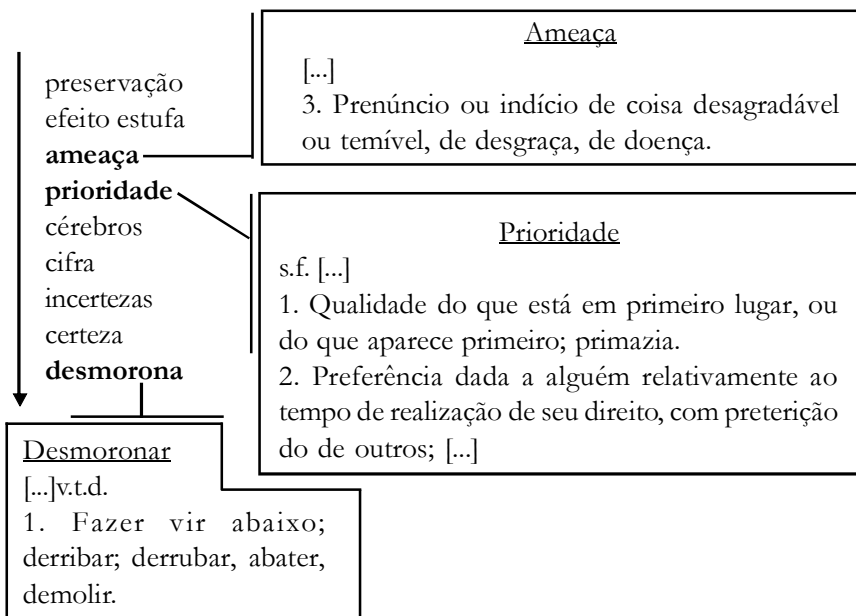 preservação
efeito estufa
ameaça
prioridade
cérebros
cifra
incertezas
certeza
desmorona
Ameaça
[...]
3. Prenúncio ou indício de coisa desagradável
ou temível, de desgraça, de doença.
Prioridade
s.f. [...]
1. Qualidade do que está em primeiro lugar, ou
do que aparece primeiro; primazia.
2. Preferência dada a alguém relativamente ao
tempo de realização de seu direito, com preterição
do de outros; [...]
Desmoronar
[...]v.t.d.
1. Fazer vir abaixo;
derribar; derrubar, abater,
demolir.